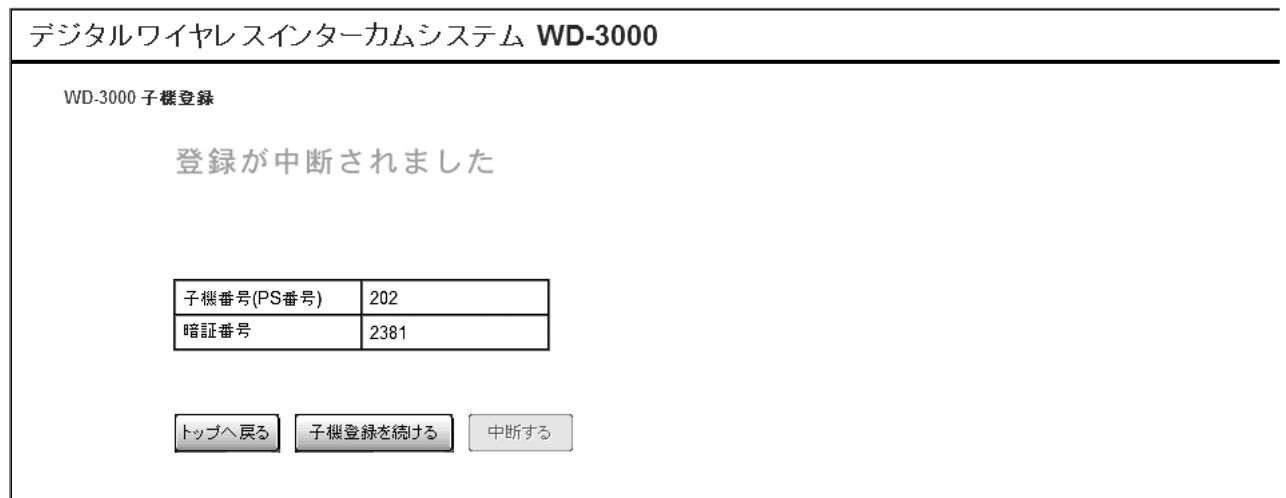 デジタルワイヤレスインターカムシステム WD-3000
WD-3000 子機登録
登録が中断されました
子機番号(PS番号) 202
暗証番号 2381
トップへ戻る 子機登録を続ける 中断する